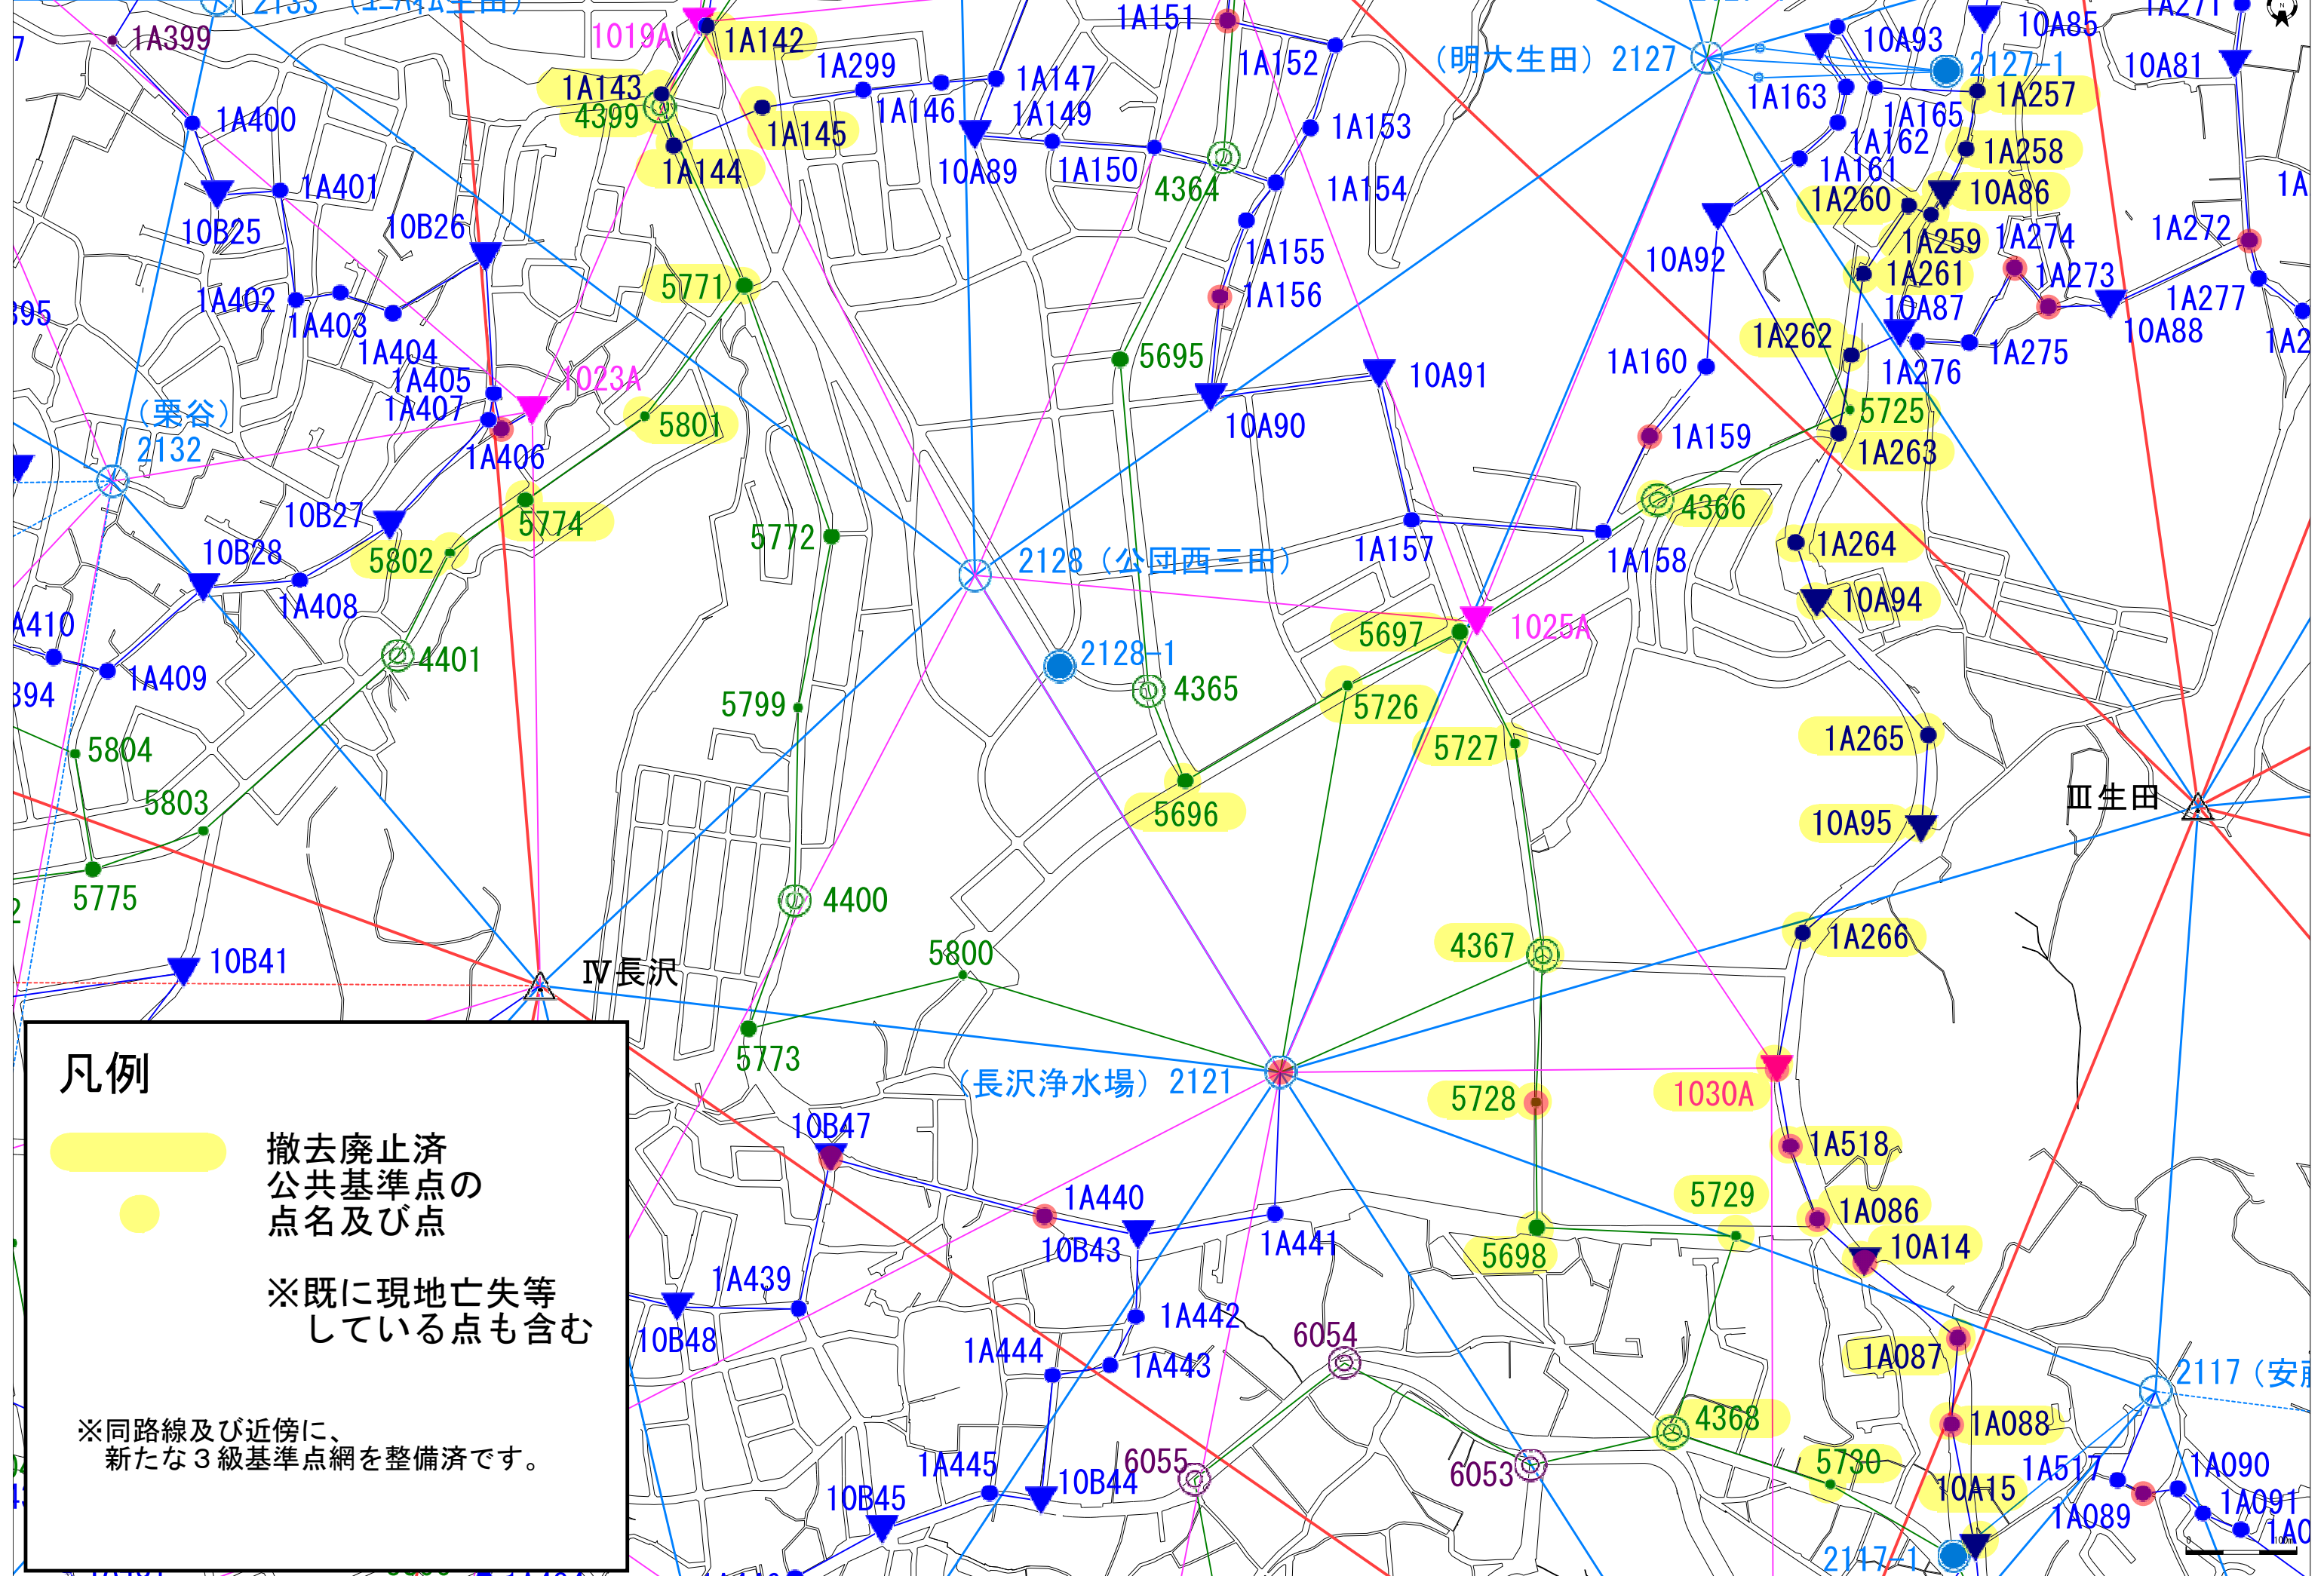 1A399
1019A
1A142
1A151
1A152
(明大生田) 2127
10A93
10A85
2127-1
10A81
1A143
4399
1A299
1A147
1A146
1A149
1A145
1A144
10A89
1A150
4364
1A153
1A154
1A163
1A165
1A162
1A161
1A257
1A258
10A86
1A260
1A259
1A274
1A272
1A400
1A401
10B25
10B26
5771
1A155
1A156
10A92
1A261
1A273
1A277
10A87
10A88
1A262
1A276
1A275
1A402
1A403
1A404
1A405
1A407
1023A
1A406
5801
5695
10A91
10A90
1A160
1A159
5725
1A263
(栗谷)
2132
10B27
5774
5802
5772
1A157
1A158
4366
1A264
10A94
10B28
1A408
2128 (公団西三田)
5697
1025A
4401
1A409
2128-1
4365
5799
5726
5727
1A265
5804
5803
5696
10A95
Ⅲ生田
5775
4400
4367
1A266
10B41
Ⅳ長沢
5800
5773
(長沢浄水場) 2121
5728
1030A
1A518
凡例
撤去廃止済
公共基準点の
点名及び点
※既に現地亡失等
している点も含む
※同路線及び近傍に、
新たな3級基準点網を整備済です。
10B47
1A440
10B43
1A441
5698
5729
1A086
10A14
1A439
10B48
1A442
1A443
1A444
6054
1A087
1A088
4368
2117
1A445
10B44
10B45
6055
6053
5730
10A15
1A517
1A089
1A090
1A091
2117-1